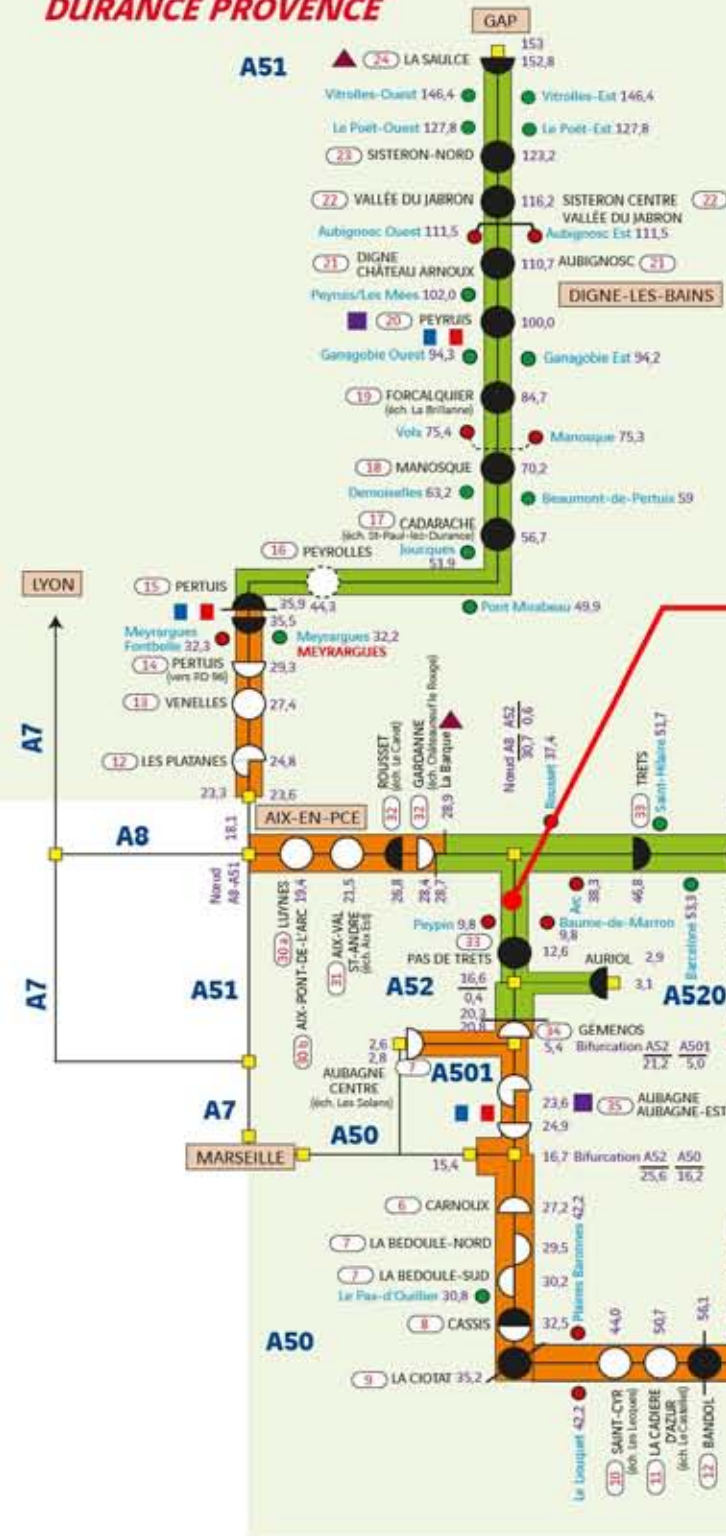 DURANCE PROVENCE
GAP
A51
24 LA SAULCE
153
152,8
Vitrolles-Ouest 146,4
Vitrolles-Est 146,4
Le Poët-Ouest 127,8
Le Poët-Est 127,8
23 SISTERON-NORD
123,2
22 VALLÉE DU JABRON
116,2 SISTERON CENTRE 22
VALLÉE DU JABRON
Aubignosc Ouest 111,5
Aubignosc Est 111,5
21 DIGNE
CHÂTEAU ARNOUX
110,7 AUBIGNOSC 21
Peyruis/Les Mées 102,0
DIGNE-LES-BAINS
20 PEYRUIS
100,0
Ganagobie Ouest 94,3
Ganagobie Est 94,2
19 FORCALQUIER
(éch. La Brillanne)
84,7
Volx 75,4
Manosque 75,3
18 MANOSQUE
70,2
Demoiselles 63,2
Beaumont-de-Pertuis 59
17 CADARACHE
(éch. St-Paul-lez-Durance)
56,7
16 PEYROLLES
Joucques
51,9
LYON
15 PERTUIS
35,9
44,3
Pont Mirabeau 49,9
35,5
Meyrargues
Fontbelle 32,3
Meyrargues 32,2
MEYRARGUES
14 PERTUIS
(vers RD 96)
29,3
13 VENELLES
27,4
12 LES PLATANES
24,8
23,3
23,6
A7
32 ROUSSET
(éch. Le Canet)
32 GARDANNE
(éch. Châteauneuf le Rouge)
La Barque
28,9
Nœud A8 A52
30,7 0,6
Rousset 37,4
33 TRETS
Saint-Hilaire 51,7
AIX-EN-PCE
A8
18,1
Nœud
A8-A51
30 a LUYNES
30 b AIX-PONT-DE-L'ARC 19,4
21,5
31 AIX-VAL
ST-ANDRE
(éch. Aix Est)
26,8
28,4
28,7
Arc
38,3
46,8
Barcelone 53,3
Peypin 9,8
Baume-de-Marron
9,8
33
PAS DE TRETS
12,6
AURIOL
2,9
3,1
A7
A51
A52
16,6
0,4
A520
20,3
20,8
34 GÉMENOS
2,6
2,8
5,4 Bifurcation A52 A501
21,2 5,0
7
AUBAGNE
CENTRE
(éch. Les Solans)
A501
23,6
35 AUBAGNE
AUBAGNE-EST
24,9
A7
A50
MARSEILLE
15,4
16,7 Bifurcation A52 A50
25,6 16,2
6 CARNOUX
27,2
7 LA BEDOULE-NORD
29,5
7 LA BEDOULE-SUD
30,2
Le Pas-d'Ouillier 30,8
Plaines Baronnes 42,2
8 CASSIS
32,5
A50
44,0
50,7
56,1
9 LA CIOTAT 35,2
Le Liouquet 42,2
10 SAINT-CYR
(éch. Les Lecques)
11 LA CADIERE
D'AZUR
(éch. Le Castellet)
12 BANDOL